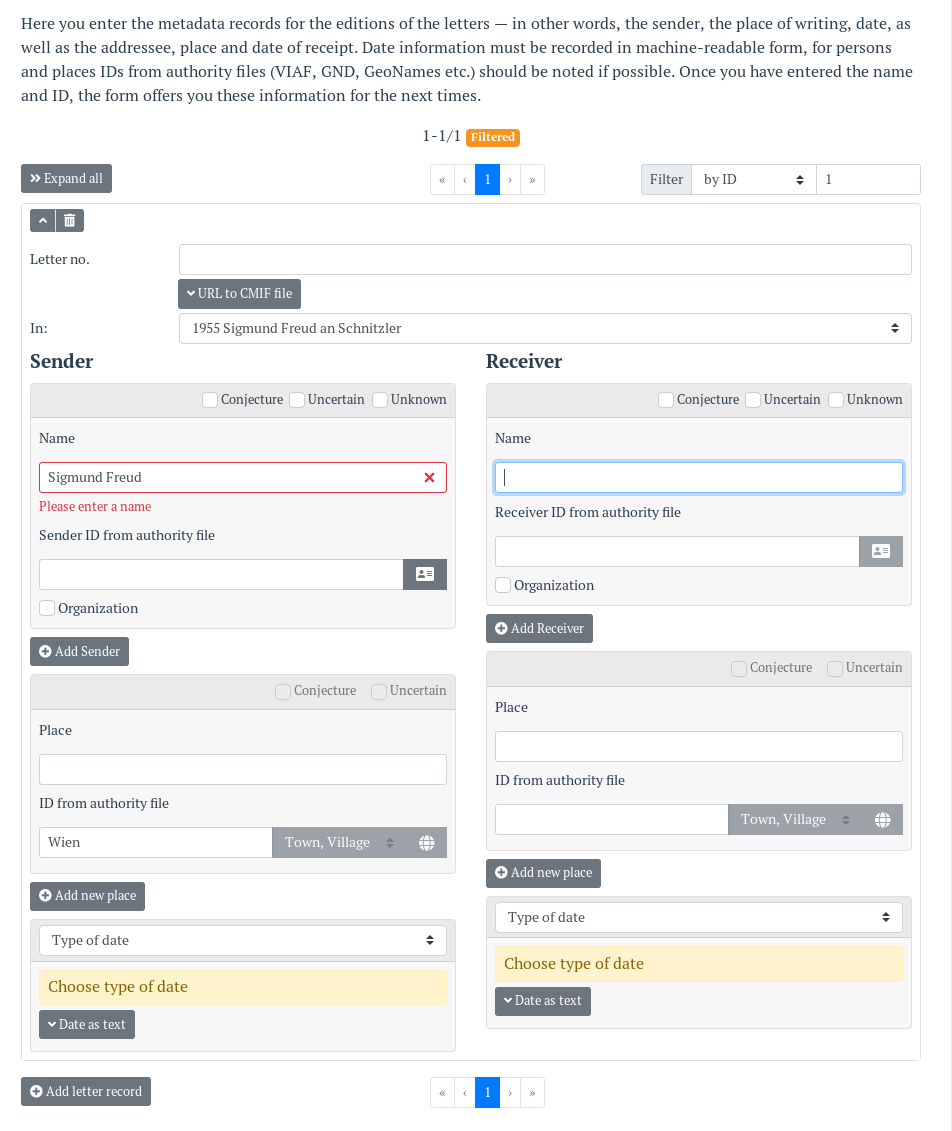 Here you enter the metadata records for the editions of the letters — in other words, the sender, the place of writing, date, as
well as the addressee, place and date of receipt. Date information must be recorded in machine-readable form, for persons
and places IDs from authority files (VIAF, GND, GeoNames etc.) should be noted if possible. Once you have entered the name
and ID, the form offers you these information for the next times.
1-1/1 Filtered
Expand all
« ‹ 1 › »
Filter by ID 1
Letter no.
URL to CMIF file
In: 1955 Sigmund Freud an Schnitzler
Sender
Conjecture Uncertain Unknown
Name
Sigmund Freud
Please enter a name
Sender ID from authority file
Organization
Add Sender
Conjecture Uncertain
Place
ID from authority file
Wien Town, Village
Add new place
Type of date
Choose type of date
Date as text
Receiver
Conjecture Uncertain Unknown
Name
Receiver ID from authority file
Organization
Add Receiver
Conjecture Uncertain
Place
ID from authority file
Town, Village
Add new place
Type of date
Choose type of date
Date as text
Add letter record
« ‹ 1 › »